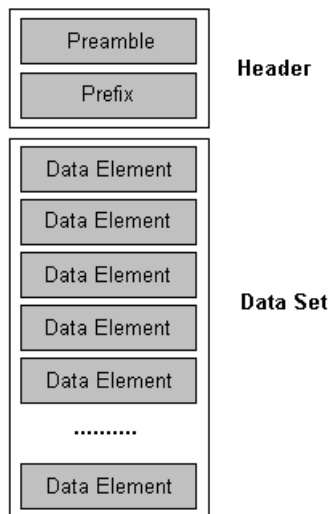 Preamble
Header
Prefix
Data Element
Data Element
Data Element
Data Set
Data Element
Data Element
..........
Data Element